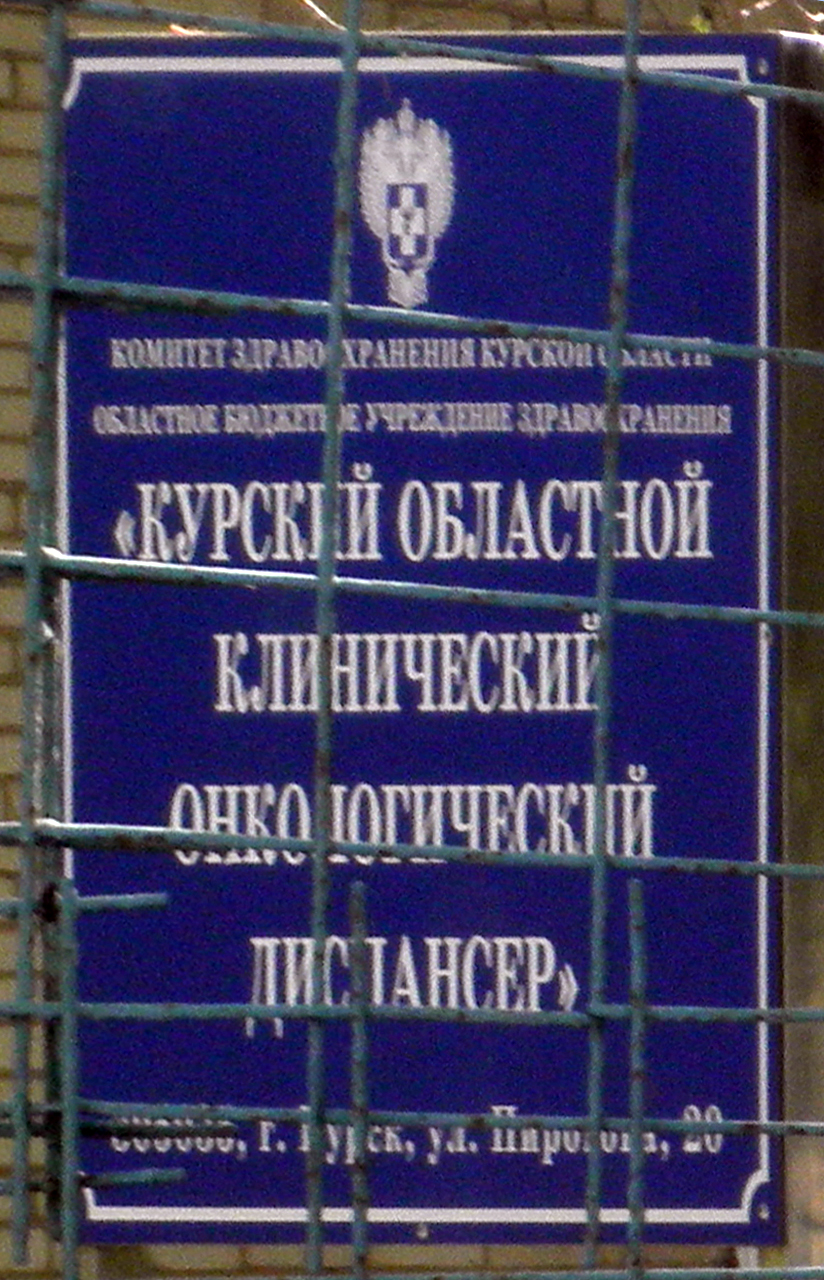 КОМИТЕТ ЗДРАВООХРАНЕНИЯ КУРСКОЙ ОБЛАСТИ
ОБЛАСТНОЕ БЮДЖЕТНОЕ УЧРЕЖДЕНИЕ ЗДРАВООХРАНЕНИЯ
«КУРСКИЙ ОБЛАСТНОЙ
КЛИНИЧЕСКИЙ
ОНКОЛОГИЧЕСКИЙ
ДИСПАНСЕР»
г. Курск, ул. Пирогова, 20